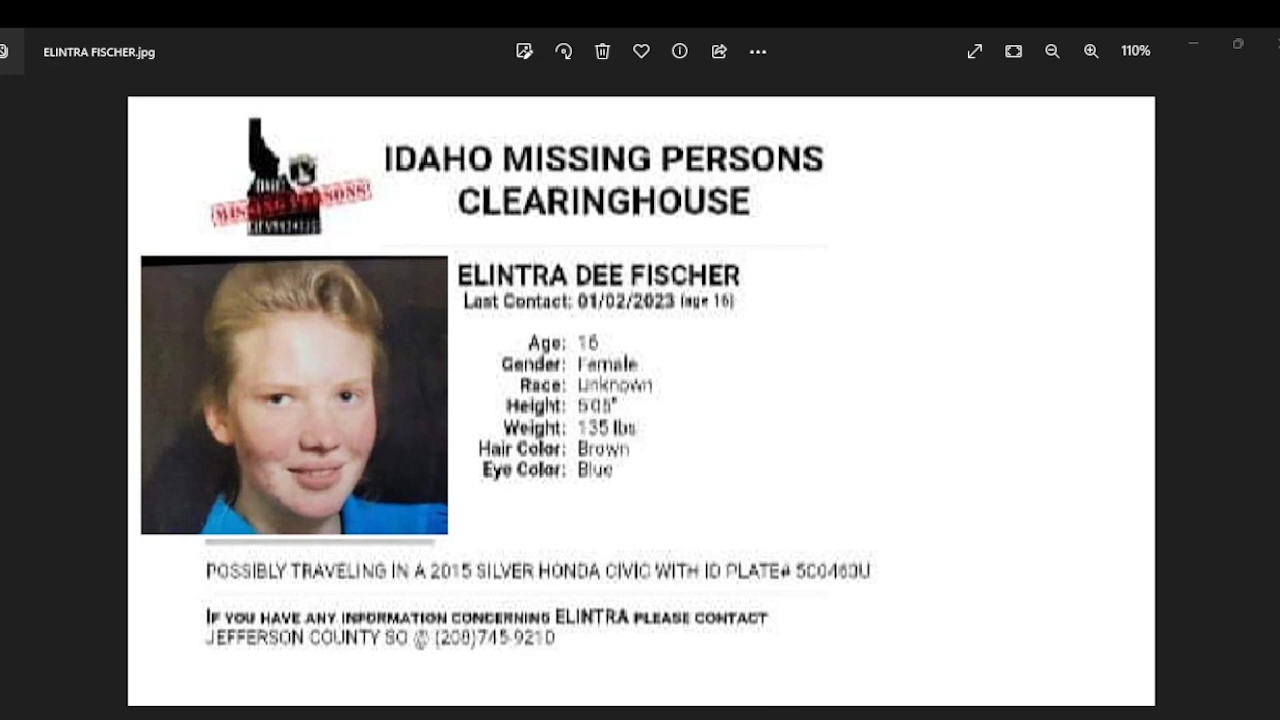 ELINTRA FISCHER.jpg
110%
IDAHO MISSING PERSONS
CLEARINGHOUSE
MISSING PERSONS!
ELINTRA DEE FISCHER
Last Contact: 01/02/2023 (age 16)
Age: 16
Gender: Female
Race: Unknown
Height: 5'05"
Weight: 135 lbs
Hair Color: Brown
Eye Color: Blue
POSSIBLY TRAVELING IN A 2015 SILVER HONDA CIVIC WITH ID PLATE#
IF YOU HAVE ANY INFORMATION CONCERNING ELINTRA PLEASE CONTACT
JEFFERSON COUNTY SO @ (208)745-9210